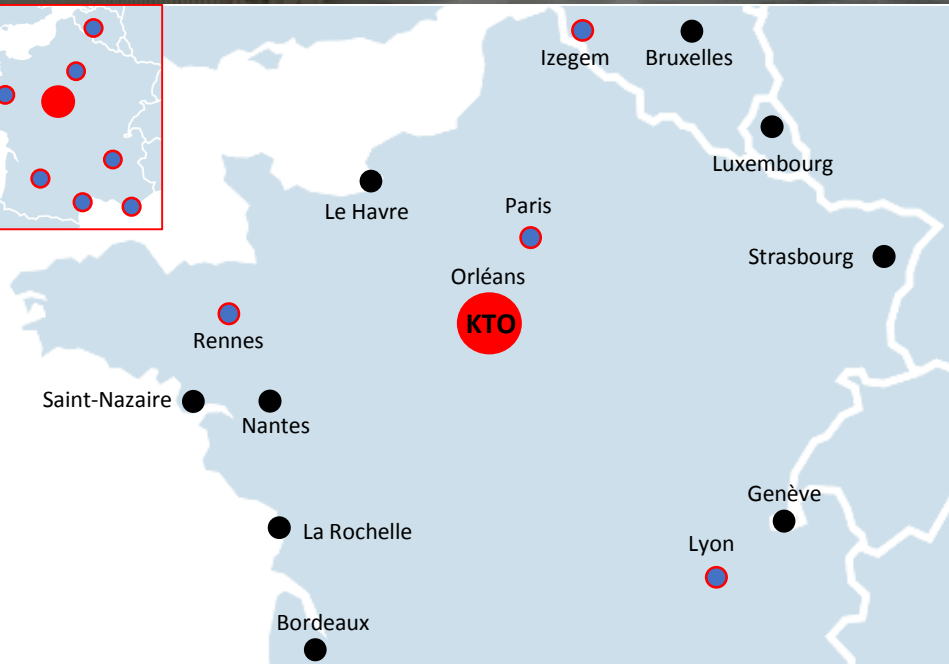 Izegem
Bruxelles
Luxembourg
Le Havre
Paris
Strasbourg
Orléans
KTO
Rennes
Saint-Nazaire
Nantes
Genève
La Rochelle
Lyon
Bordeaux